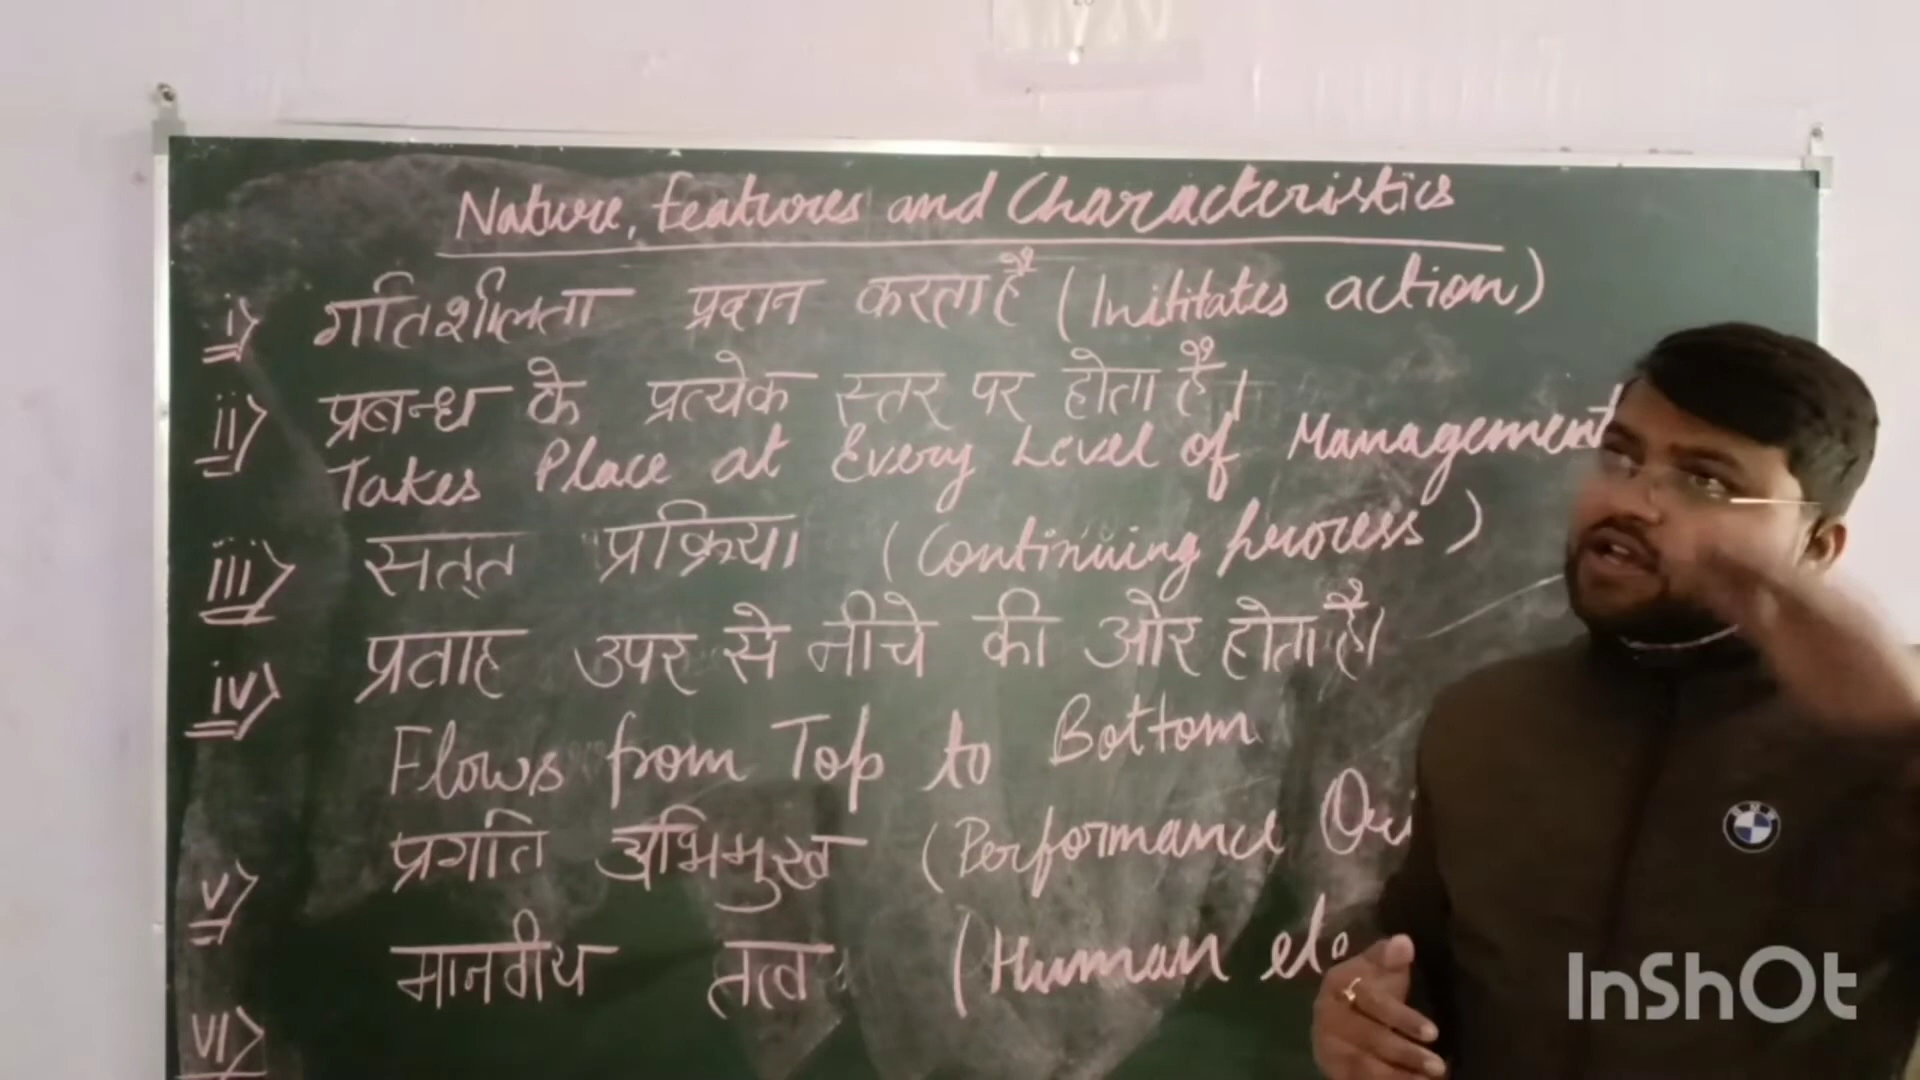 Nature, features and Characteristics
i) गतिशीलता प्रदान करता है (Inititates action)
ii) प्रबन्ध के प्रत्येक स्तर पर होता है।
Takes Place at Every Level of Management
iii) सतत् प्रक्रिया (Continuing process)
iv) प्रवाह उपर से नीचे की ओर होता है।
Flows from Top to Bottom
v) प्रगति अभिमुख (Performance
vi) मानवीय तत्व (Human
InShOt